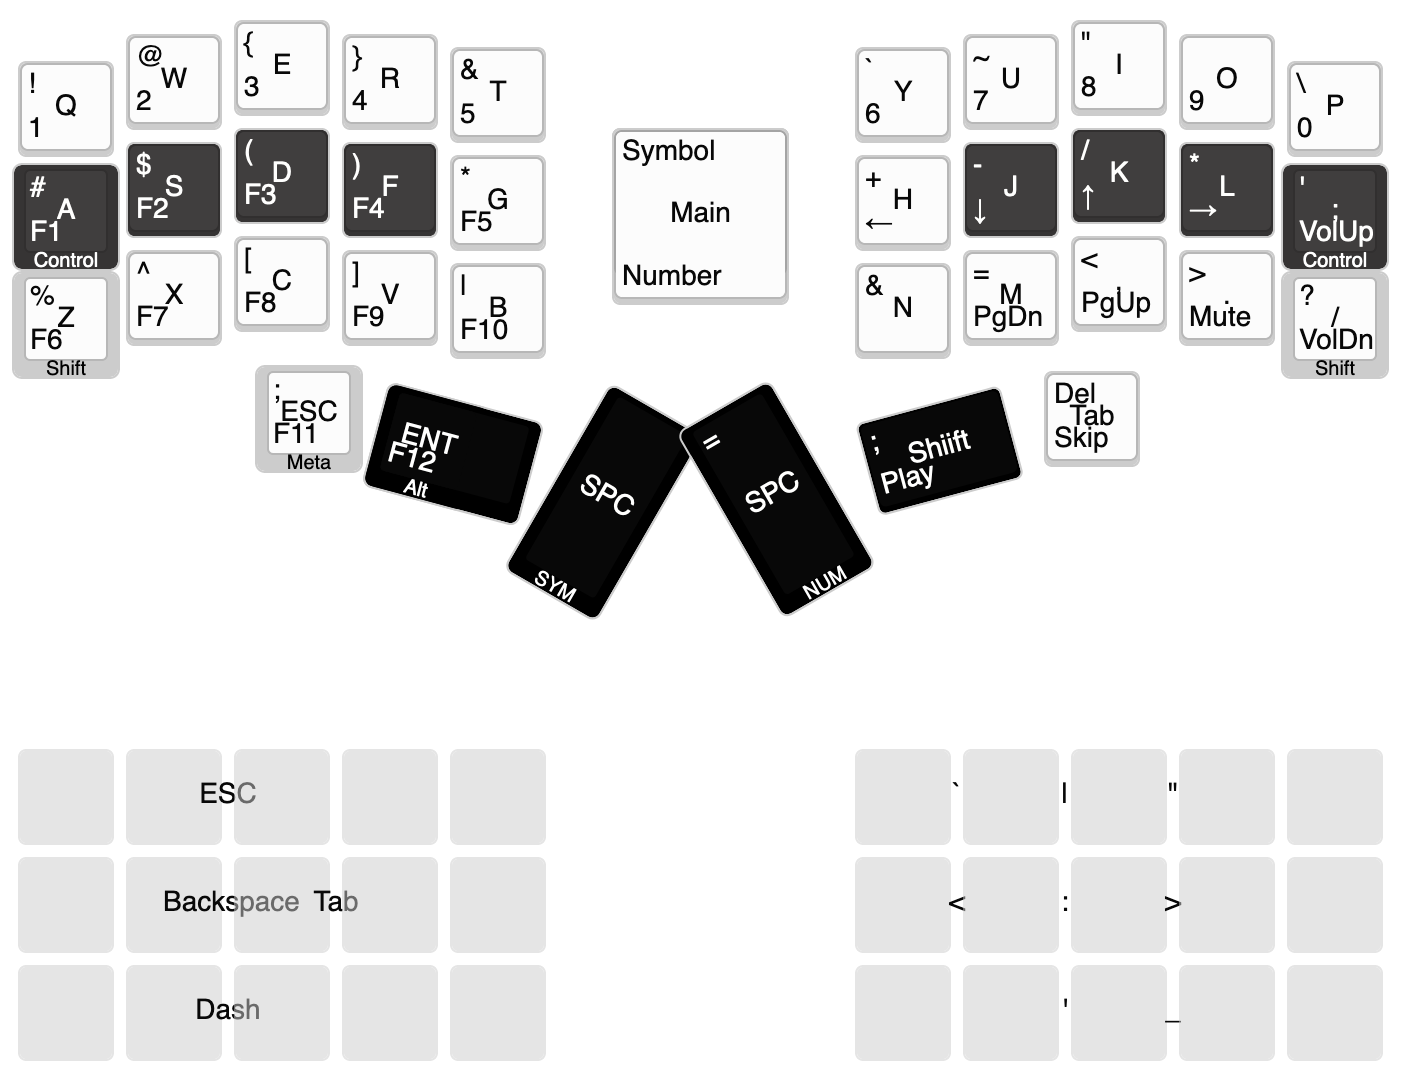 ! Q 1
@ W 2
{ E 3
} R 4
& T 5
` Y 6
~ U 7
" I 8
O 9
\ P 0
# A F1 Control
$ S F2
( D F3
) F F4
* G F5
Symbol
Main
Number
+ H ←
- J ↓
/ K ↑
* L →
' ; VolUp Control
% Z F6 Shift
^ X F7
[ C F8
] V F9
| B F10
& N
= M PgDn
< , PgUp
> . Mute
? / VolDn Shift
; ESC F11 Meta
ENT F12 Alt
SPC SYM
= SPC NUM
; Shiift Play
Del Tab Skip
ESC
` | "
Backspace Tab
< : >
Dash
' _